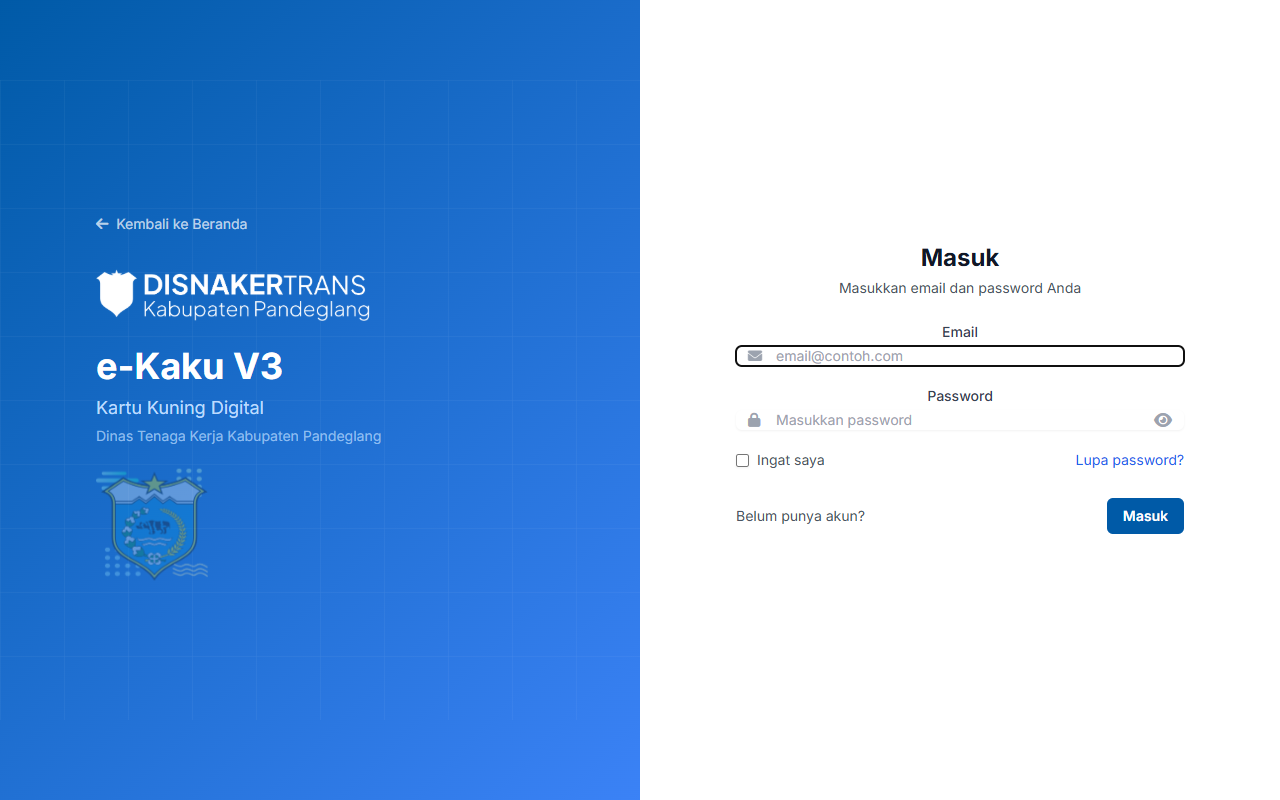 Kembali ke Beranda
DISNAKERTRANS
Kabupaten Pandeglang
e-Kaku V3
Kartu Kuning Digital
Dinas Tenaga Kerja Kabupaten Pandeglang
Masuk
Masukkan email dan password Anda
Email
email@contoh.com
Password
Masukkan password
Ingat saya
Lupa password?
Belum punya akun?
Masuk